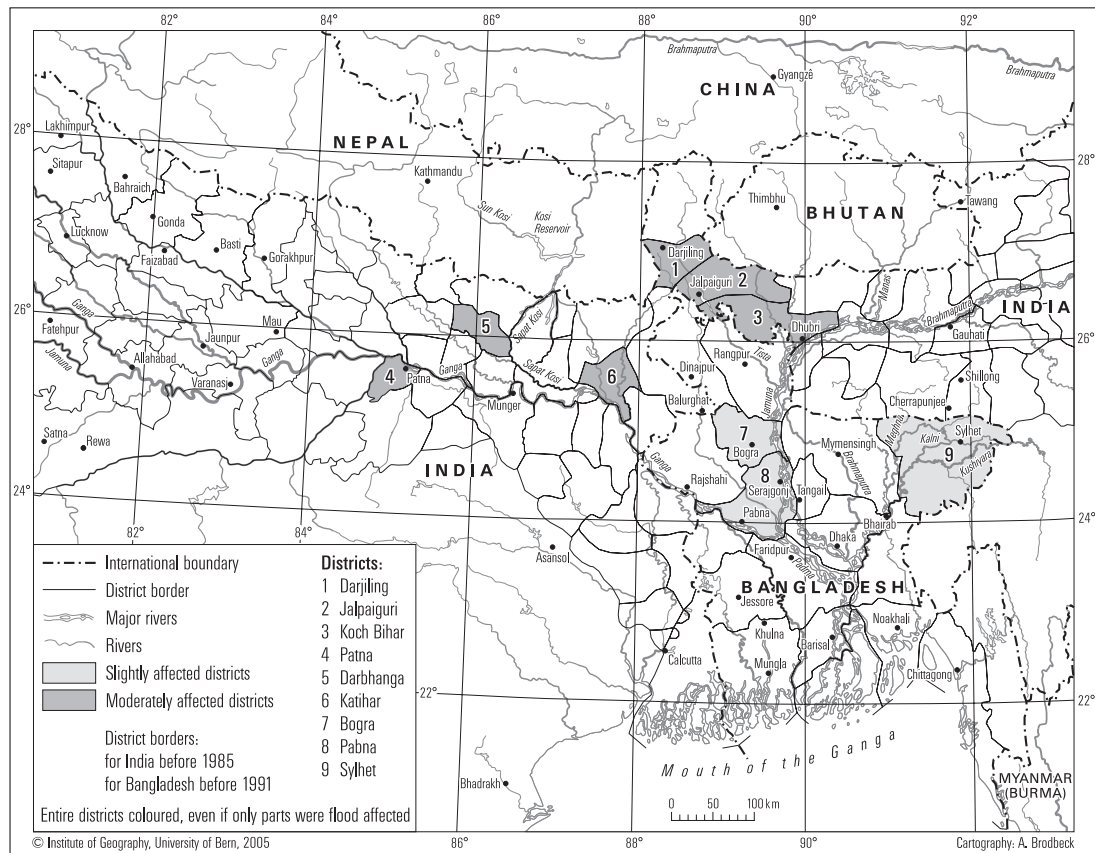 82°
84°
86°
88°
90°
92°
Brahmaputra
Brahmaputra
Gyangzê
CHINA
28°
Lakhimpur
NEPAL
28°
Sitapur
Bahraich
Kathmandu
Thimbhu
Tawang
BHUTAN
Gonda
Sun Kosi
Kosi
Reservoir
Lucknow
Basti
Faizabad
Gorakhpur
Darjiling
1
2
Jalpaiguri
Manas
INDIA
26°
Ganga
5
Sapat Kosi
3
Brahmaputra
Fatehpur
Mau
Dhubri
26°
Jaunpur
Gauhati
Jamuna
Allahabad
Ganga
Rangpur
Tista
Varanasi
4
Patna
Ganga
Sapat Kosi
6
Dinajpur
Shillong
Munger
Balurghat
Jamuna
Cherrapunjee
Satna
Rewa
7
Meghna
Sylhet
Kalni
INDIA
Bogra
Mymensingh
9
Kushiyara
Ganga
8
Brahmaputra
24°
Rajshahi
Serajgonj
Tangail
Pabna
Bhairab
24°
82°
84°
Dhaka
Asansol
Faridpur
Padma
BANGLADESH
Jessore
Noakhali
Khulna
Calcutta
Barisal
Mungla
Chittagong
22°
22°
Mouth of the Ganga
MYANMAR
(BURMA)
Bhadrakh
0 50 100 km
86°
88°
90°
International boundary
District border
Major rivers
Rivers
Slightly affected districts
Moderately affected districts
District borders:
for India before 1985
for Bangladesh before 1991
Districts:
1 Darjiling
2 Jalpaiguri
3 Koch Bihar
4 Patna
5 Darbhanga
6 Katihar
7 Bogra
8 Pabna
9 Sylhet
Entire districts coloured, even if only parts were flood affected
© Institute of Geography, University of Bern, 2005
Cartography: A. Brodbeck